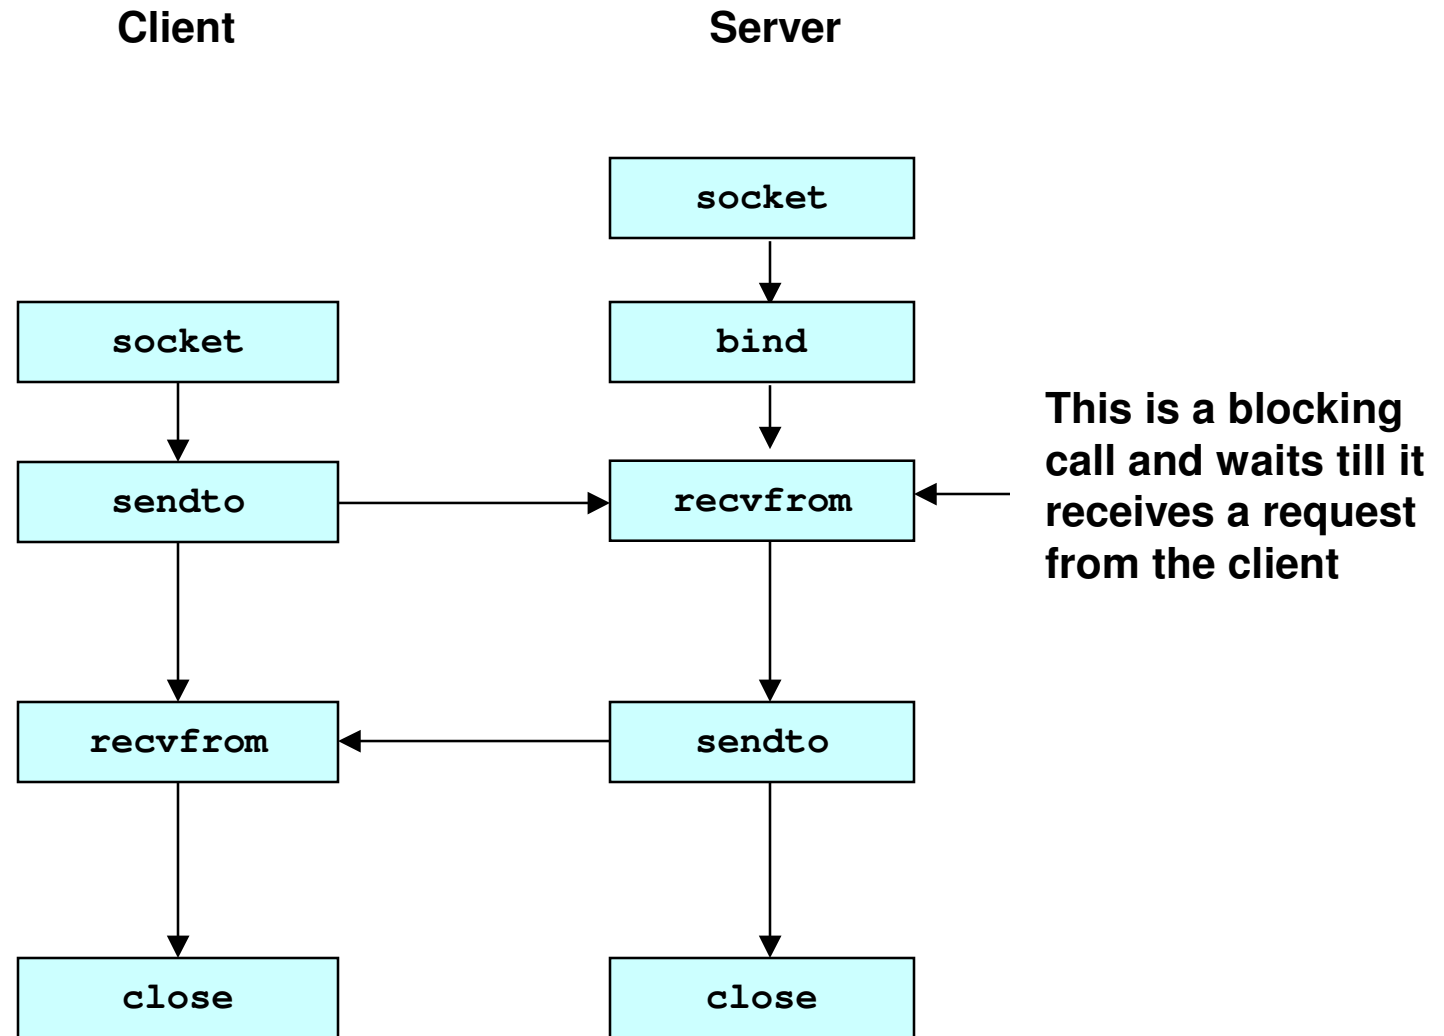 Client
Server
socket
socket
bind
This is a blocking
call and waits till it
receives a request
from the client
sendto
recvfrom
recvfrom
sendto
close
close